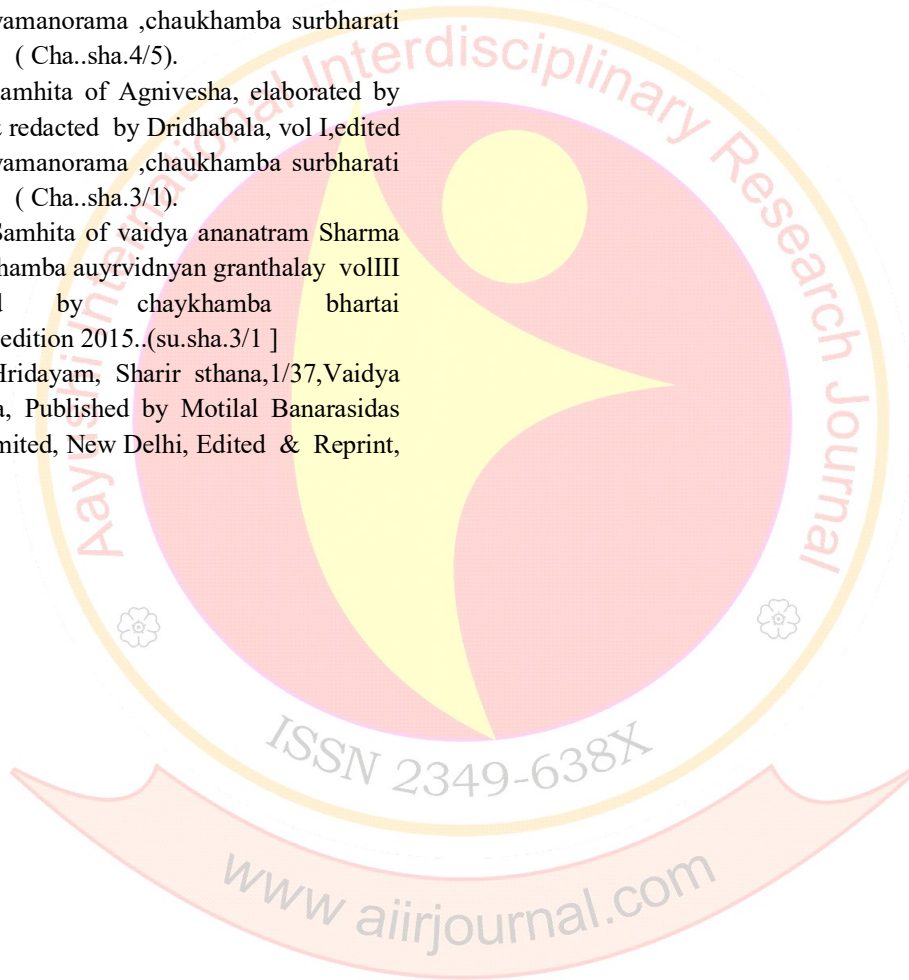 yamanorama ,chaukhamba surbharati
( Cha..sha.4/5).
amhita of Agnivesha, elaborated by
redacted by Dridhabala, vol I,edited
yamanorama ,chaukhamba surbharati
( Cha..sha.3/1).
Samhita of vaidya ananatram Sharma
hamba auyrvidnyan granthalay volIII
by chaykhamba bhartai
edition 2015..(su.sha.3/1 ]
Hridayam, Sharir sthana,1/37,Vaidya
a, Published by Motilal Banarasidas
mited, New Delhi, Edited & Reprint,
Aayushi International Interdisciplinary Research Journal
ISSN 2349-638X
www aiirjournal.com